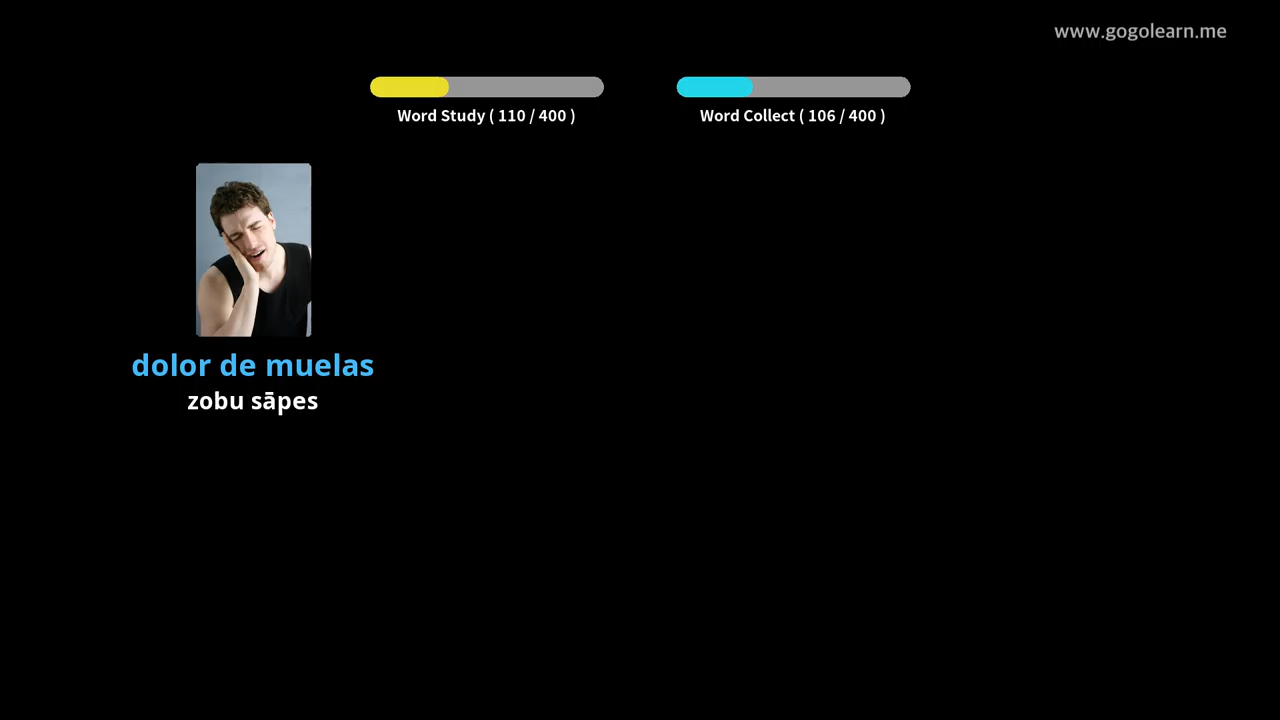 www.gogolearn.me
Word Study ( 110 / 400 )
Word Collect ( 106 / 400 )
dolor de muelas
zobu sāpes